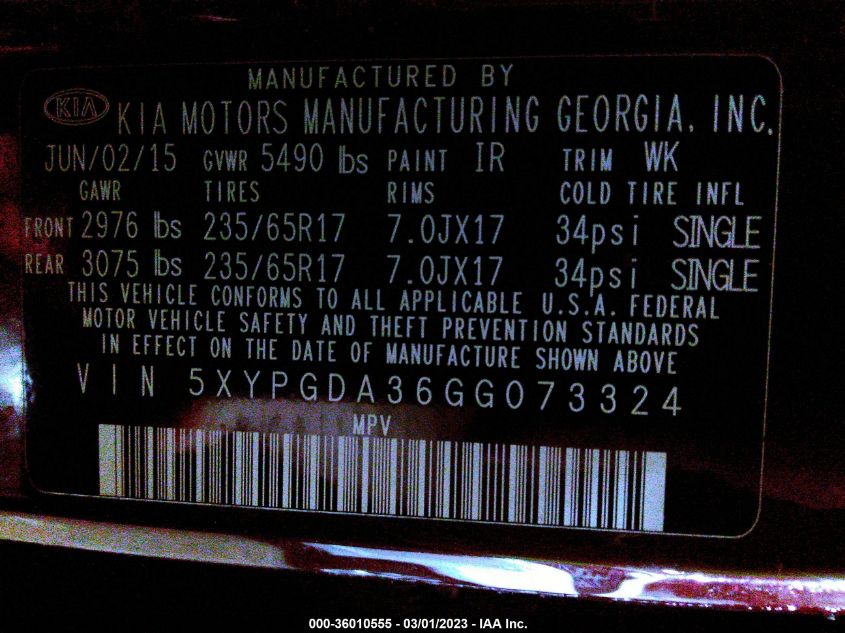 MANUFACTURED BY
KIA KIA MOTORS MANUFACTURING GEORGIA, INC.
JUN/02/15 GVWR 5490 lbs PAINT IR TRIM WK
GAWR TIRES RIMS COLD TIRE INFL
FRONT 2976 lbs 235/65R17 7.0JX17 34psi SINGLE
REAR 3075 lbs 235/65R17 7.0JX17 34psi SINGLE
THIS VEHICLE CONFORMS TO ALL APPLICABLE U.S.A. FEDERAL
MOTOR VEHICLE SAFETY AND THEFT PREVENTION STANDARDS
IN EFFECT ON THE DATE OF MANUFACTURE SHOWN ABOVE
VIN 5XYPGDA36GG073324
MPV
000-36010555 - 03/01/2023 - IAA Inc.